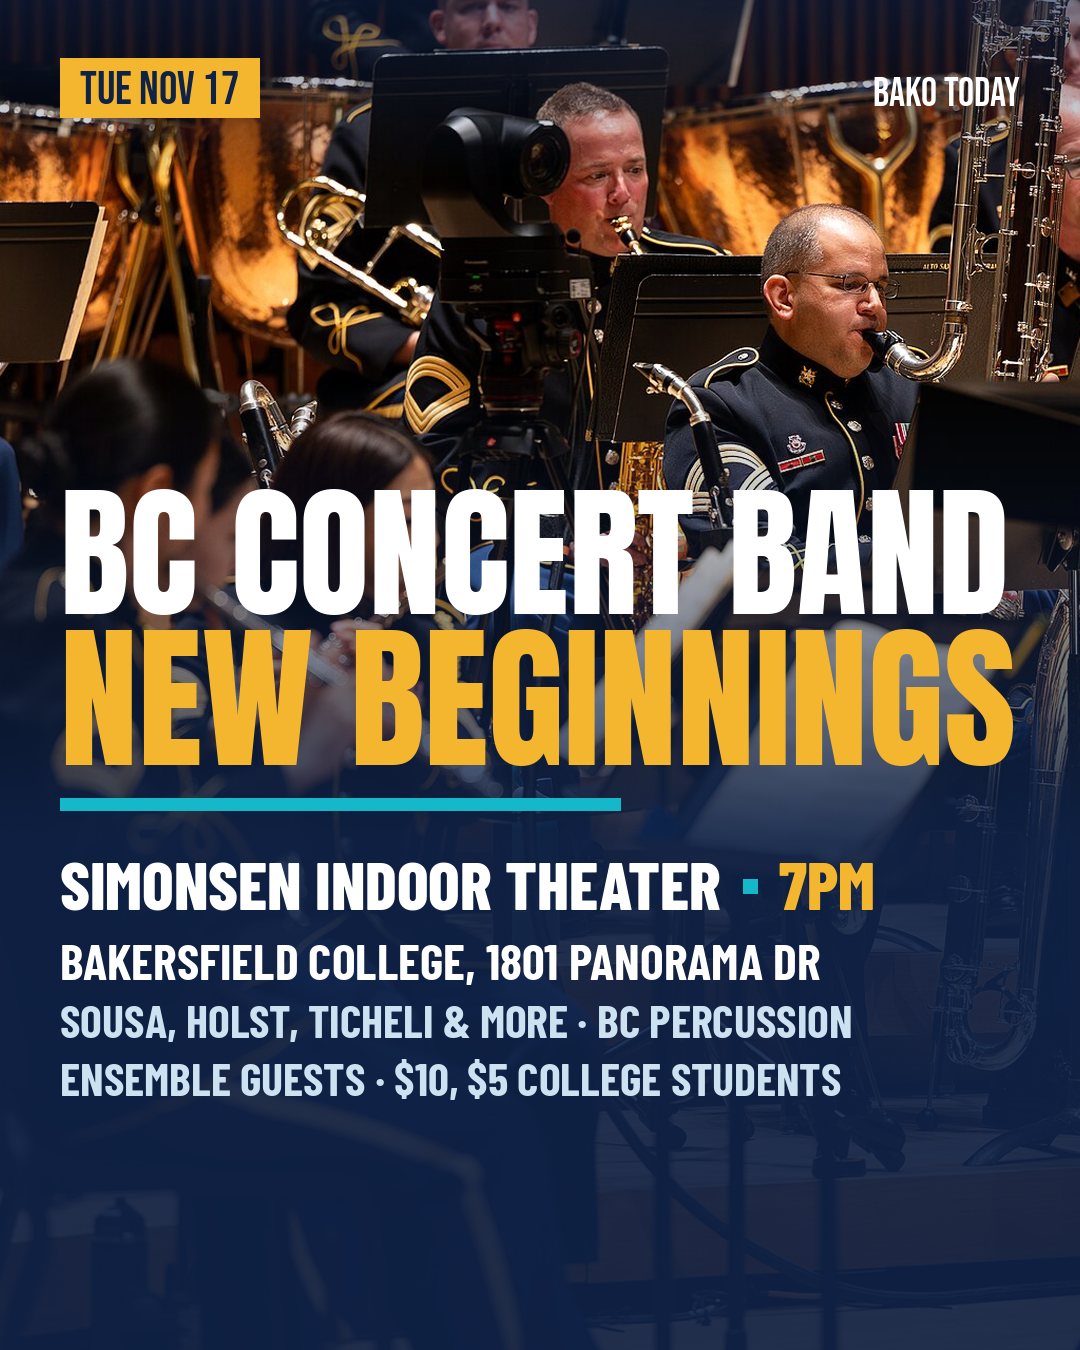 TUE NOV 17
BAKO TODAY
BC CONCERT BAND
NEW BEGINNINGS
SIMONSEN INDOOR THEATER ▪ 7PM
BAKERSFIELD COLLEGE, 1801 PANORAMA DR
SOUSA, HOLST, TICHELI & MORE · BC PERCUSSION
ENSEMBLE GUESTS · $10, $5 COLLEGE STUDENTS